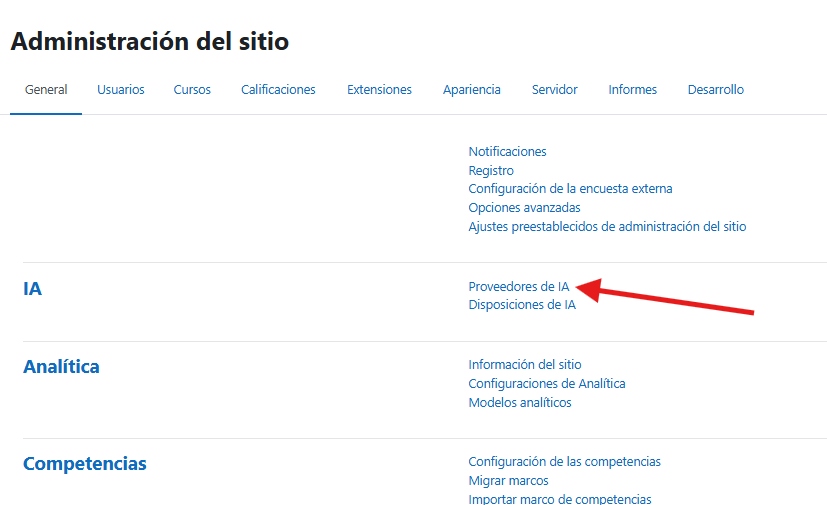 Administración del sitio
General Usuarios Cursos Calificaciones Extensiones Apariencia Servidor Informes Desarrollo
Notificaciones
Registro
Configuración de la encuesta externa
Opciones avanzadas
Ajustes preestablecidos de administración del sitio
IA
Proveedores de IA
Disposiciones de IA
Analítica
Información del sitio
Configuraciones de Analítica
Modelos analíticos
Competencias
Configuración de las competencias
Migrar marcos
Importar marco de competencias